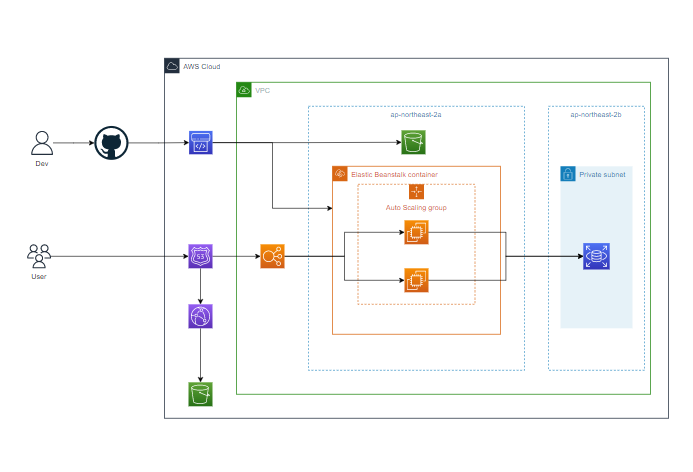 AWS Cloud
VPC
ap-northeast-2a
ap-northeast-2b
Dev
Elastic Beanstalk container
Private subnet
Auto Scaling group
53
User